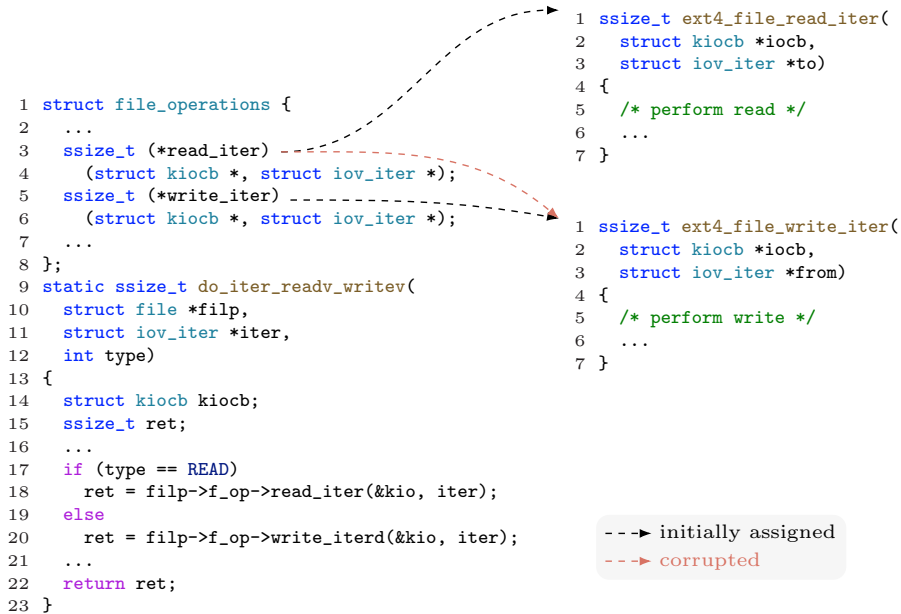 1 struct file_operations {
2 ...
3 ssize_t (*read_iter)
4 (struct kiocb *, struct iov_iter *);
5 ssize_t (*write_iter)
6 (struct kiocb *, struct iov_iter *);
7 ...
8 };
9 static ssize_t do_iter_readv_writev(
10 struct file *filp,
11 struct iov_iter *iter,
12 int type)
13 {
14 struct kiocb kiocb;
15 ssize_t ret;
16 ...
17 if (type == READ)
18 ret = filp->f_op->read_iter(&kio, iter);
19 else
20 ret = filp->f_op->write_iterd(&kio, iter);
21 ...
22 return ret;
23 }
1 ssize_t ext4_file_read_iter(
2 struct kiocb *iocb,
3 struct iov_iter *to)
4 {
5 /* perform read */
6 ...
7 }
1 ssize_t ext4_file_write_iter(
2 struct kiocb *iocb,
3 struct iov_iter *from)
4 {
5 /* perform write */
6 ...
7 }
initially assigned
corrupted